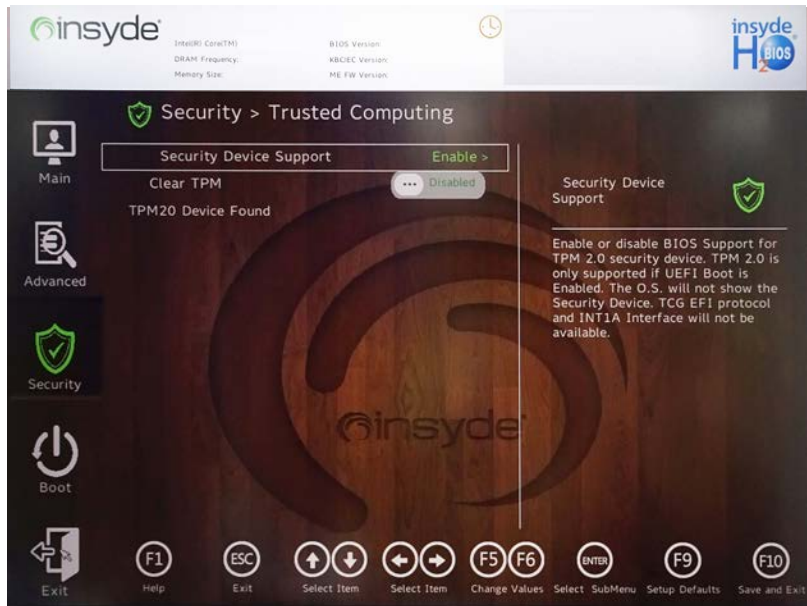 insyde
Intel(R) Core(TM)
DRAM Frequency:
Memory Size:
BIOS Version:
KBC/EC Version:
ME FW Version:
insyde
H2O
BIOS
Security > Trusted Computing
Main
Advanced
Security
Boot
Exit
Security Device Support Enable >
Clear TPM Disabled
TPM20 Device Found
Security Device
Support
Enable or disable BIOS Support for
TPM 2.0 security device. TPM 2.0 is
only supported if UEFI Boot is
Enabled. The O.S. will not show the
Security Device. TCG EFI protocol
and INT1A Interface will not be
available.
insyde
F1 Help
ESC Exit
Select Item
Select Item
F5 F6 Change Values
ENTER Select SubMenu
F9 Setup Defaults
F10 Save and Exit